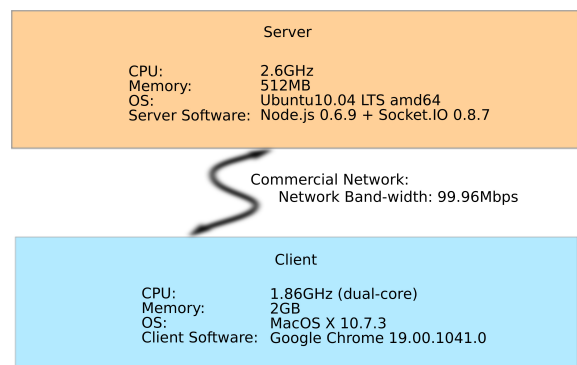 Server
CPU: 2.6GHz
Memory: 512MB
OS: Ubuntu10.04 LTS amd64
Server Software: Node.js 0.6.9 + Socket.IO 0.8.7
Commercial Network:
Network Band-width: 99.96Mbps
Client
CPU: 1.86GHz (dual-core)
Memory: 2GB
OS: MacOS X 10.7.3
Client Software: Google Chrome 19.00.1041.0